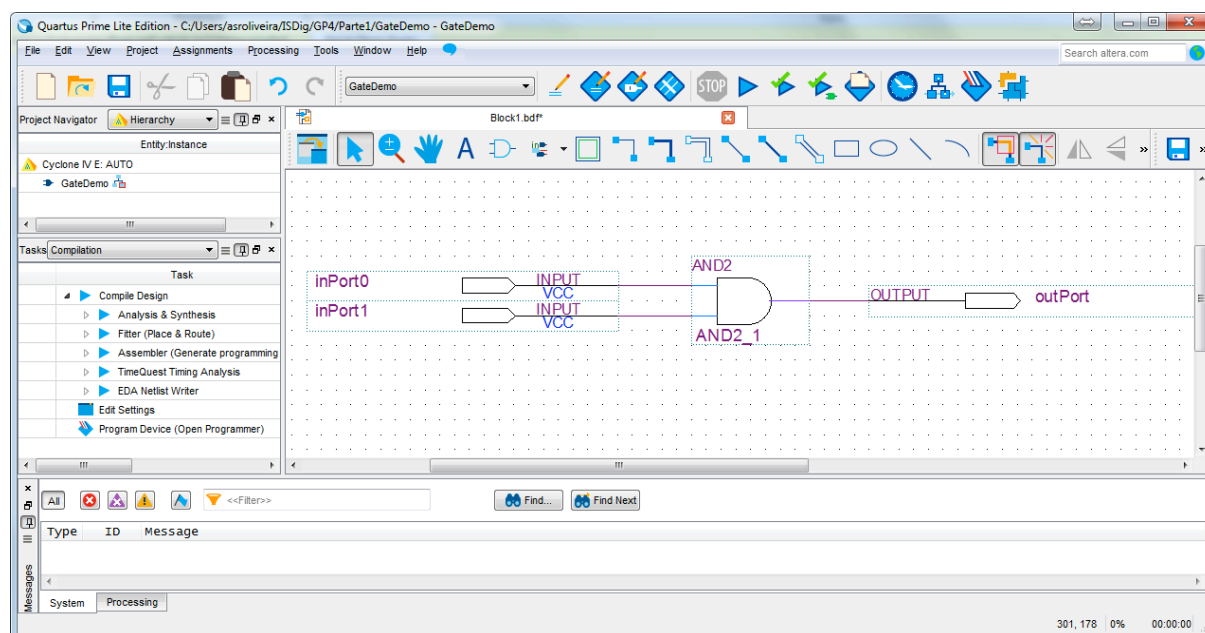 Quartus Prime Lite Edition - C:/Users/asroliveira/ISDig/GP4/Parte1/GateDemo - GateDemo
File Edit View Project Assignments Processing Tools Window Help
Search altera.com
GateDemo
STOP
Project Navigator Hierarchy
Block1.bdf*
Entity:Instance
Cyclone IV E: AUTO
GateDemo
Tasks Compilation
Task
Compile Design
Analysis & Synthesis
Fitter (Place & Route)
Assembler (Generate programming
TimeQuest Timing Analysis
EDA Netlist Writer
Edit Settings
Program Device (Open Programmer)
AND2
inPort0 INPUT
VCC
inPort1 INPUT
VCC
OUTPUT outPort
AND2_1
All <<Filter>> Find... Find Next
Type ID Message
Messages
System Processing
301, 178 0% 00:00:00